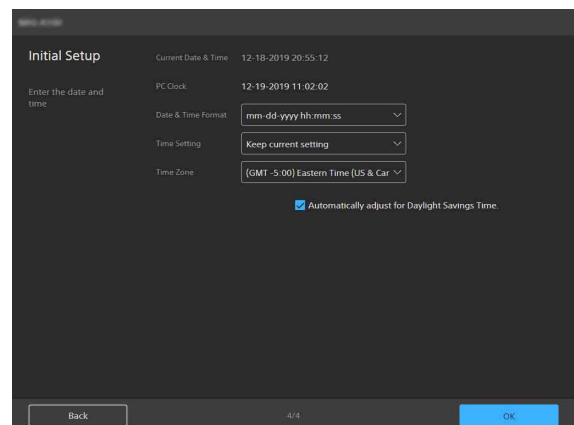 Initial Setup
Enter the date and
time
Current Date & Time 12-18-2019 20:55:12
PC Clock 12-19-2019 11:02:02
Date & Time Format mm-dd-yyyy hh:mm:ss
Time Setting Keep current setting
Time Zone (GMT -5:00) Eastern Time (US & Car
Automatically adjust for Daylight Savings Time.
Back 4/4 OK